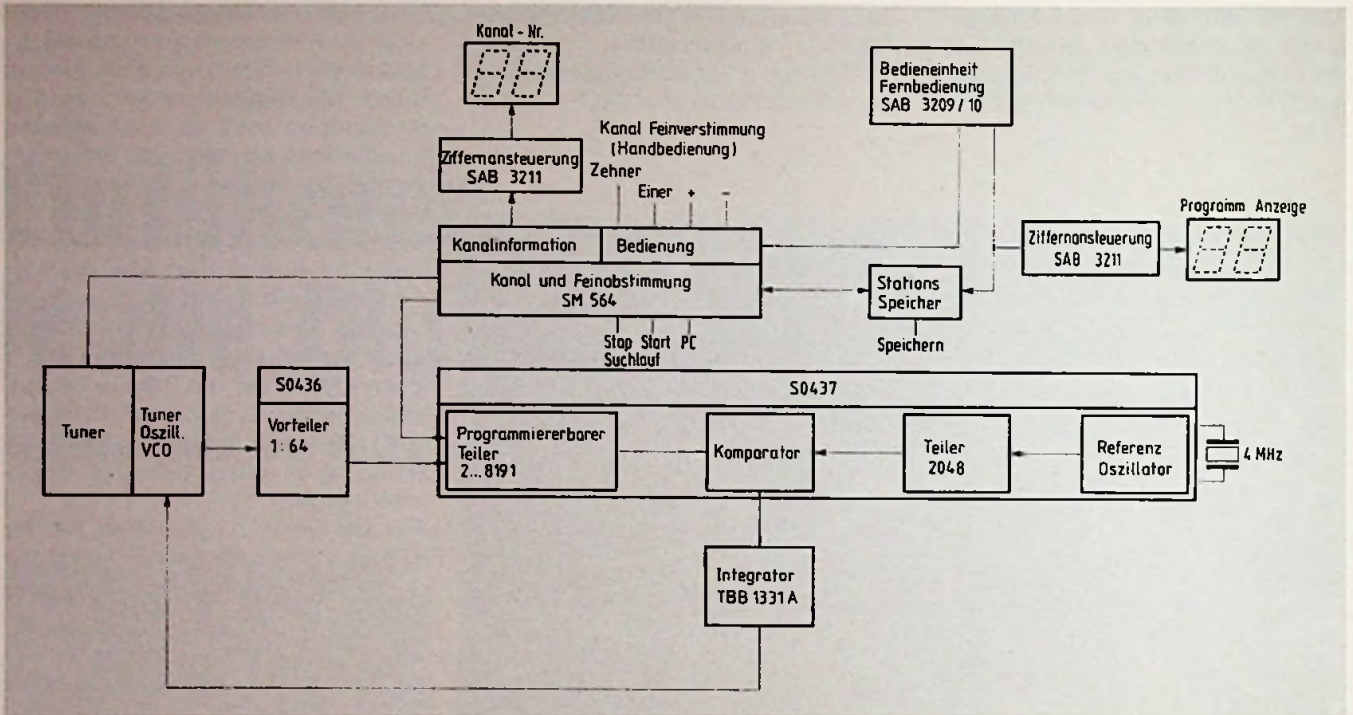 Kanal - Nr.
Ziffernansteuerung
SAB 3211
Kanal Feinverstimmung
(Handbedienung)
Zehner
Einer + -
Bedieneinheit
Fernbedienung
SAB 3209 / 10
Kanalinformation
Bedienung
Kanal und Feinabstimmung
SM 564
Stop Start PC
Suchlauf
Stations
Speicher
Speichern
Ziffernansteuerung
SAB 3211
Programm Anzeige
Tuner
Tuner
Oszill.
VCO
S0436
Vorteiler
1:64
S0437
Programmiererbarer
Teiler
2...8191
Komparator
Teiler
2048
Referenz
Oszillator
4 MHz
Integrator
TBB 1331 A